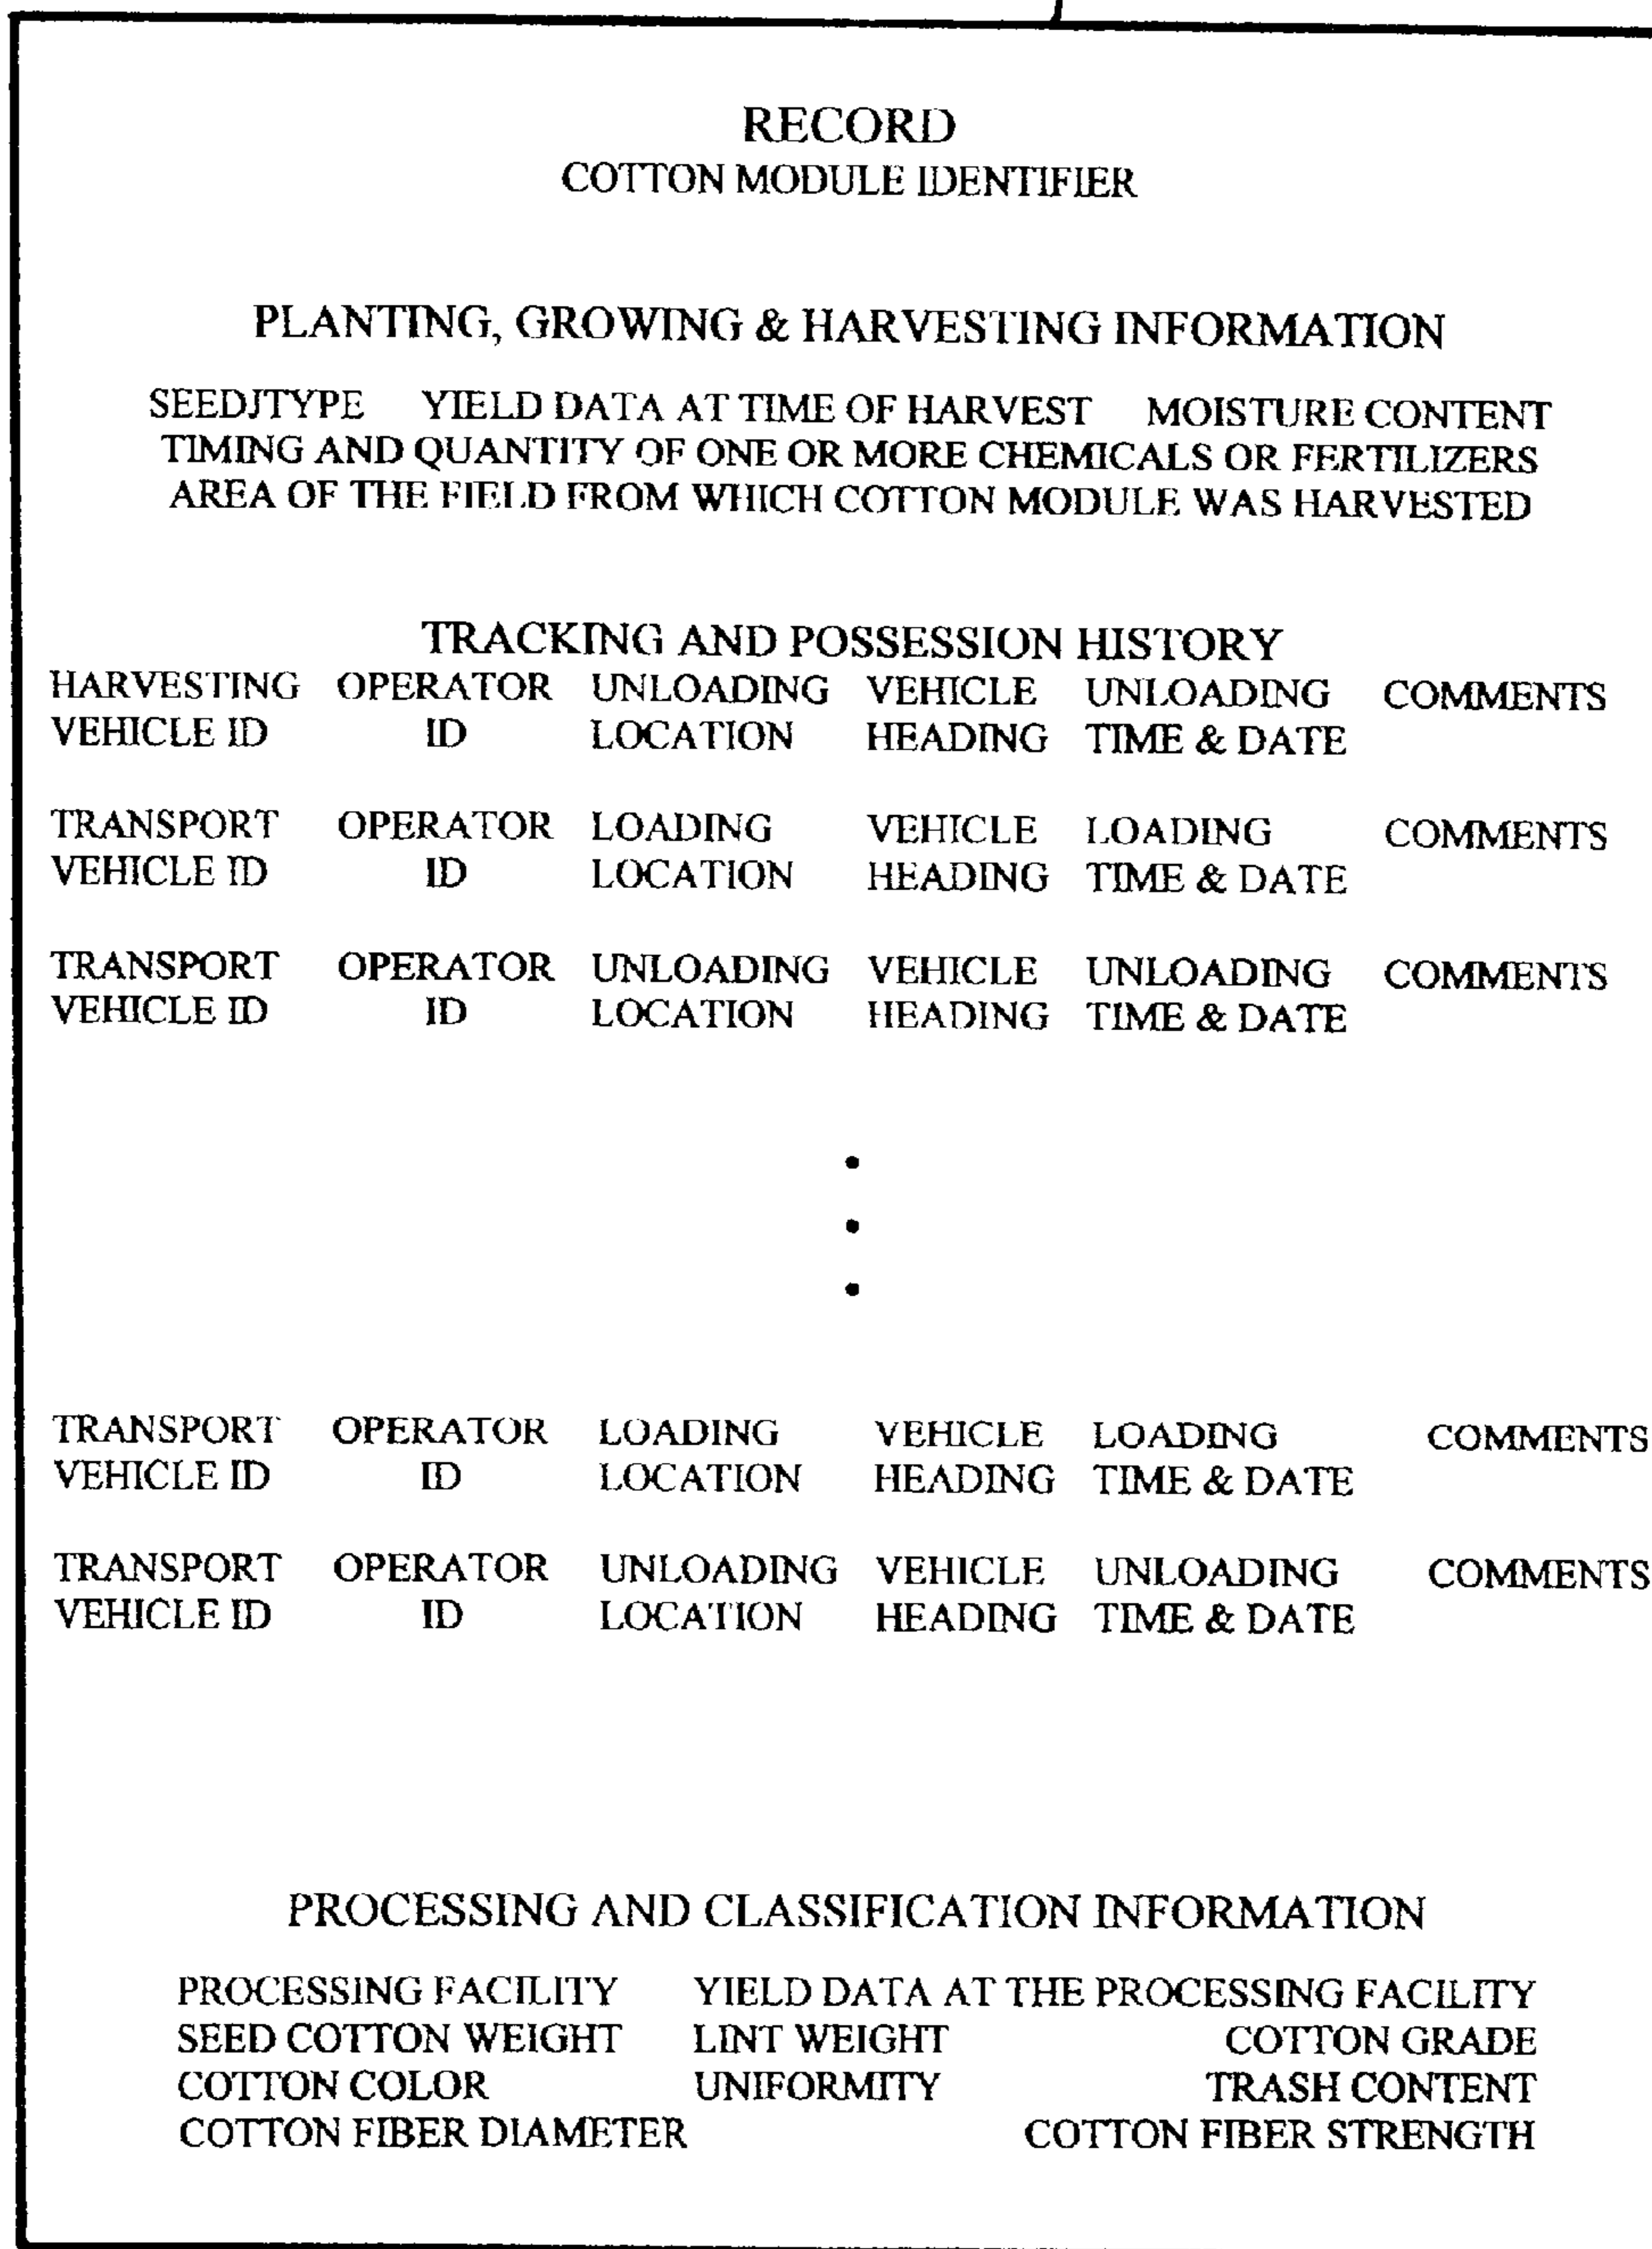 RECORD
COTTON MODULE IDENTIFIER
PLANTING, GROWING & HARVESTING INFORMATION
SEEDJTYPE YIELD DATA AT TIME OF HARVEST MOISTURE CONTENT
TIMING AND QUANTITY OF ONE OR MORE CHEMICALS OR FERTILIZERS
AREA OF THE FIELD FROM WHICH COTTON MODULE WAS HARVESTED
TRACKING AND POSSESSION HISTORY
HARVESTING OPERATOR UNLOADING VEHICLE UNLOADING COMMENTS
VEHICLE ID ID LOCATION HEADING TIME & DATE
TRANSPORT OPERATOR LOADING VEHICLE LOADING COMMENTS
VEHICLE ID ID LOCATION HEADING TIME & DATE
TRANSPORT OPERATOR UNLOADING VEHICLE UNLOADING COMMENTS
VEHICLE ID ID LOCATION HEADING TIME & DATE
TRANSPORT OPERATOR LOADING VEHICLE LOADING COMMENTS
VEHICLE ID ID LOCATION HEADING TIME & DATE
TRANSPORT OPERATOR UNLOADING VEHICLE UNLOADING COMMENTS
VEHICLE ID ID LOCATION HEADING TIME & DATE
PROCESSING AND CLASSIFICATION INFORMATION
PROCESSING FACILITY YIELD DATA AT THE PROCESSING FACILITY
SEED COTTON WEIGHT LINT WEIGHT COTTON GRADE
COTTON COLOR UNIFORMITY TRASH CONTENT
COTTON FIBER DIAMETER COTTON FIBER STRENGTH